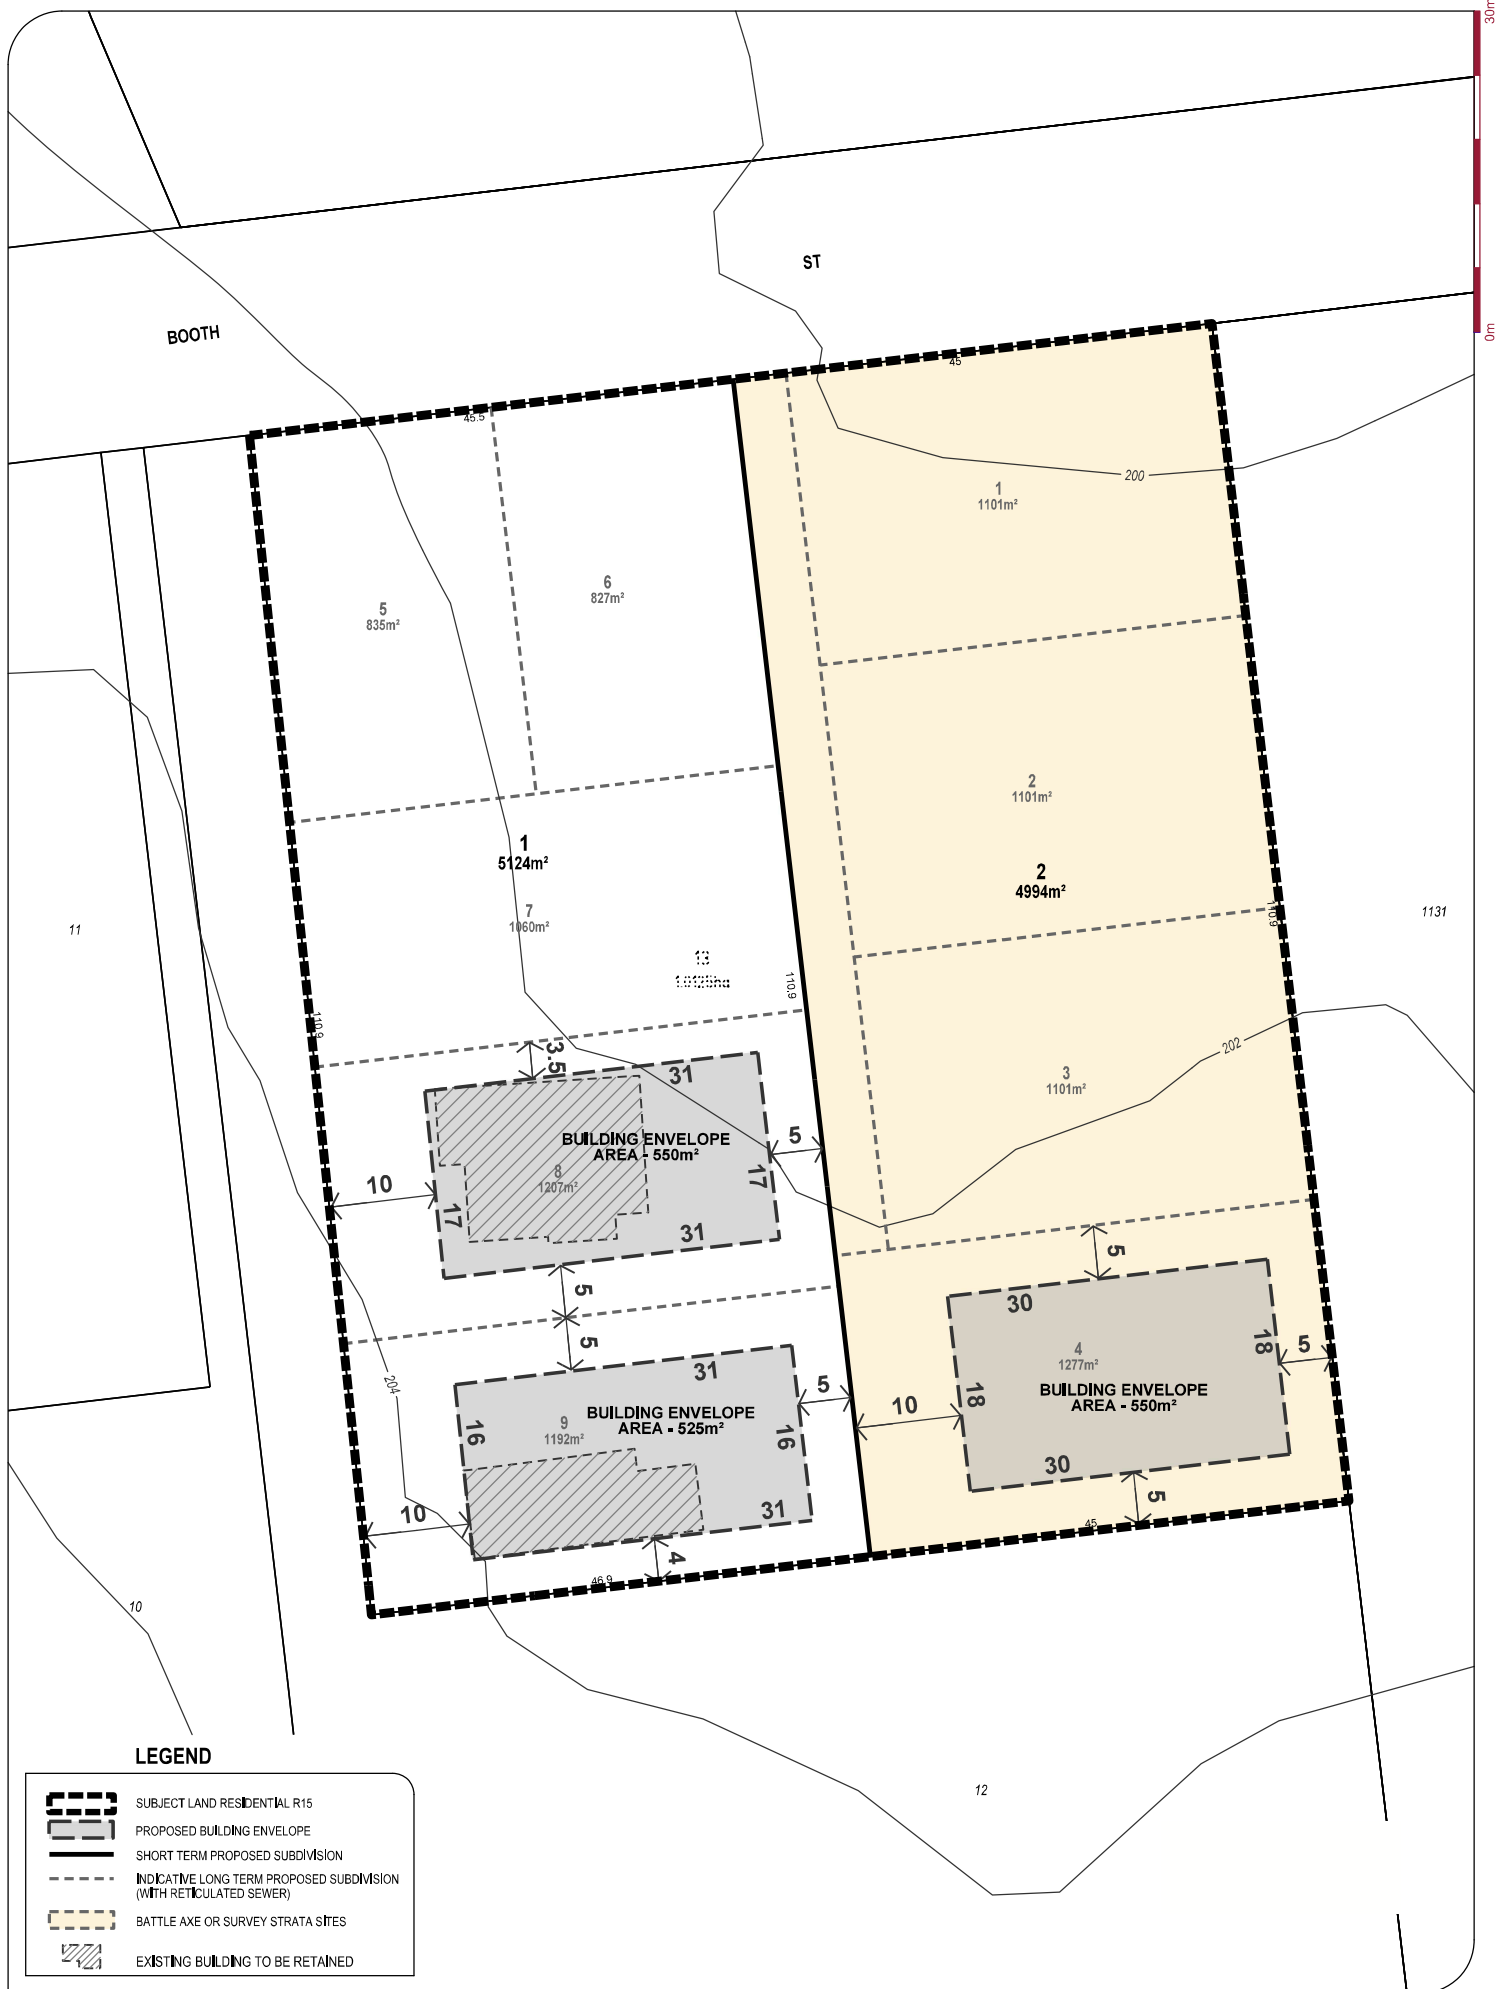 30m
0m
ST
BOOTH
45
45.5
200
1
1101m²
6
827m²
5
835m²
2
1101m²
1
5124m²
2
4994m²
7
1060m²
11
1131
110.9
13
1.0125ha
110.9
110.9
202
3
1101m²
3.5
31
BUILDING ENVELOPE
AREA - 550m²
5
8
1207m²
10
17
17
31
5
5
5
30
18
5
4
1277m²
BUILDING ENVELOPE
AREA - 550m²
18
10
30
5
45
204
31
5
16
9
1192m²
BUILDING ENVELOPE
AREA - 525m²
16
10
31
4
46.9
10
12
LEGEND
SUBJECT LAND RESIDENTIAL R15
PROPOSED BUILDING ENVELOPE
SHORT TERM PROPOSED SUBDIVISION
INDICATIVE LONG TERM PROPOSED SUBDIVISION
(WITH RETICULATED SEWER)
BATTLE AXE OR SURVEY STRATA SITES
EXISTING BUILDING TO BE RETAINED